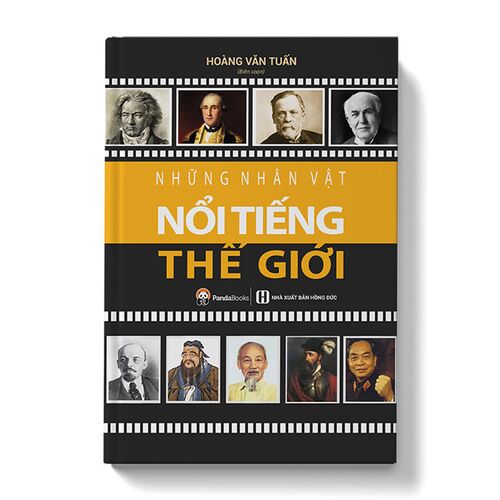 HOÀNG VĂN TUẤN
(Biên soạn)
NHỮNG NHÂN VẬT
NỔI TIẾNG
THẾ GIỚI
PandaBooks
H NHÀ XUẤT BẢN HỒNG ĐỨC